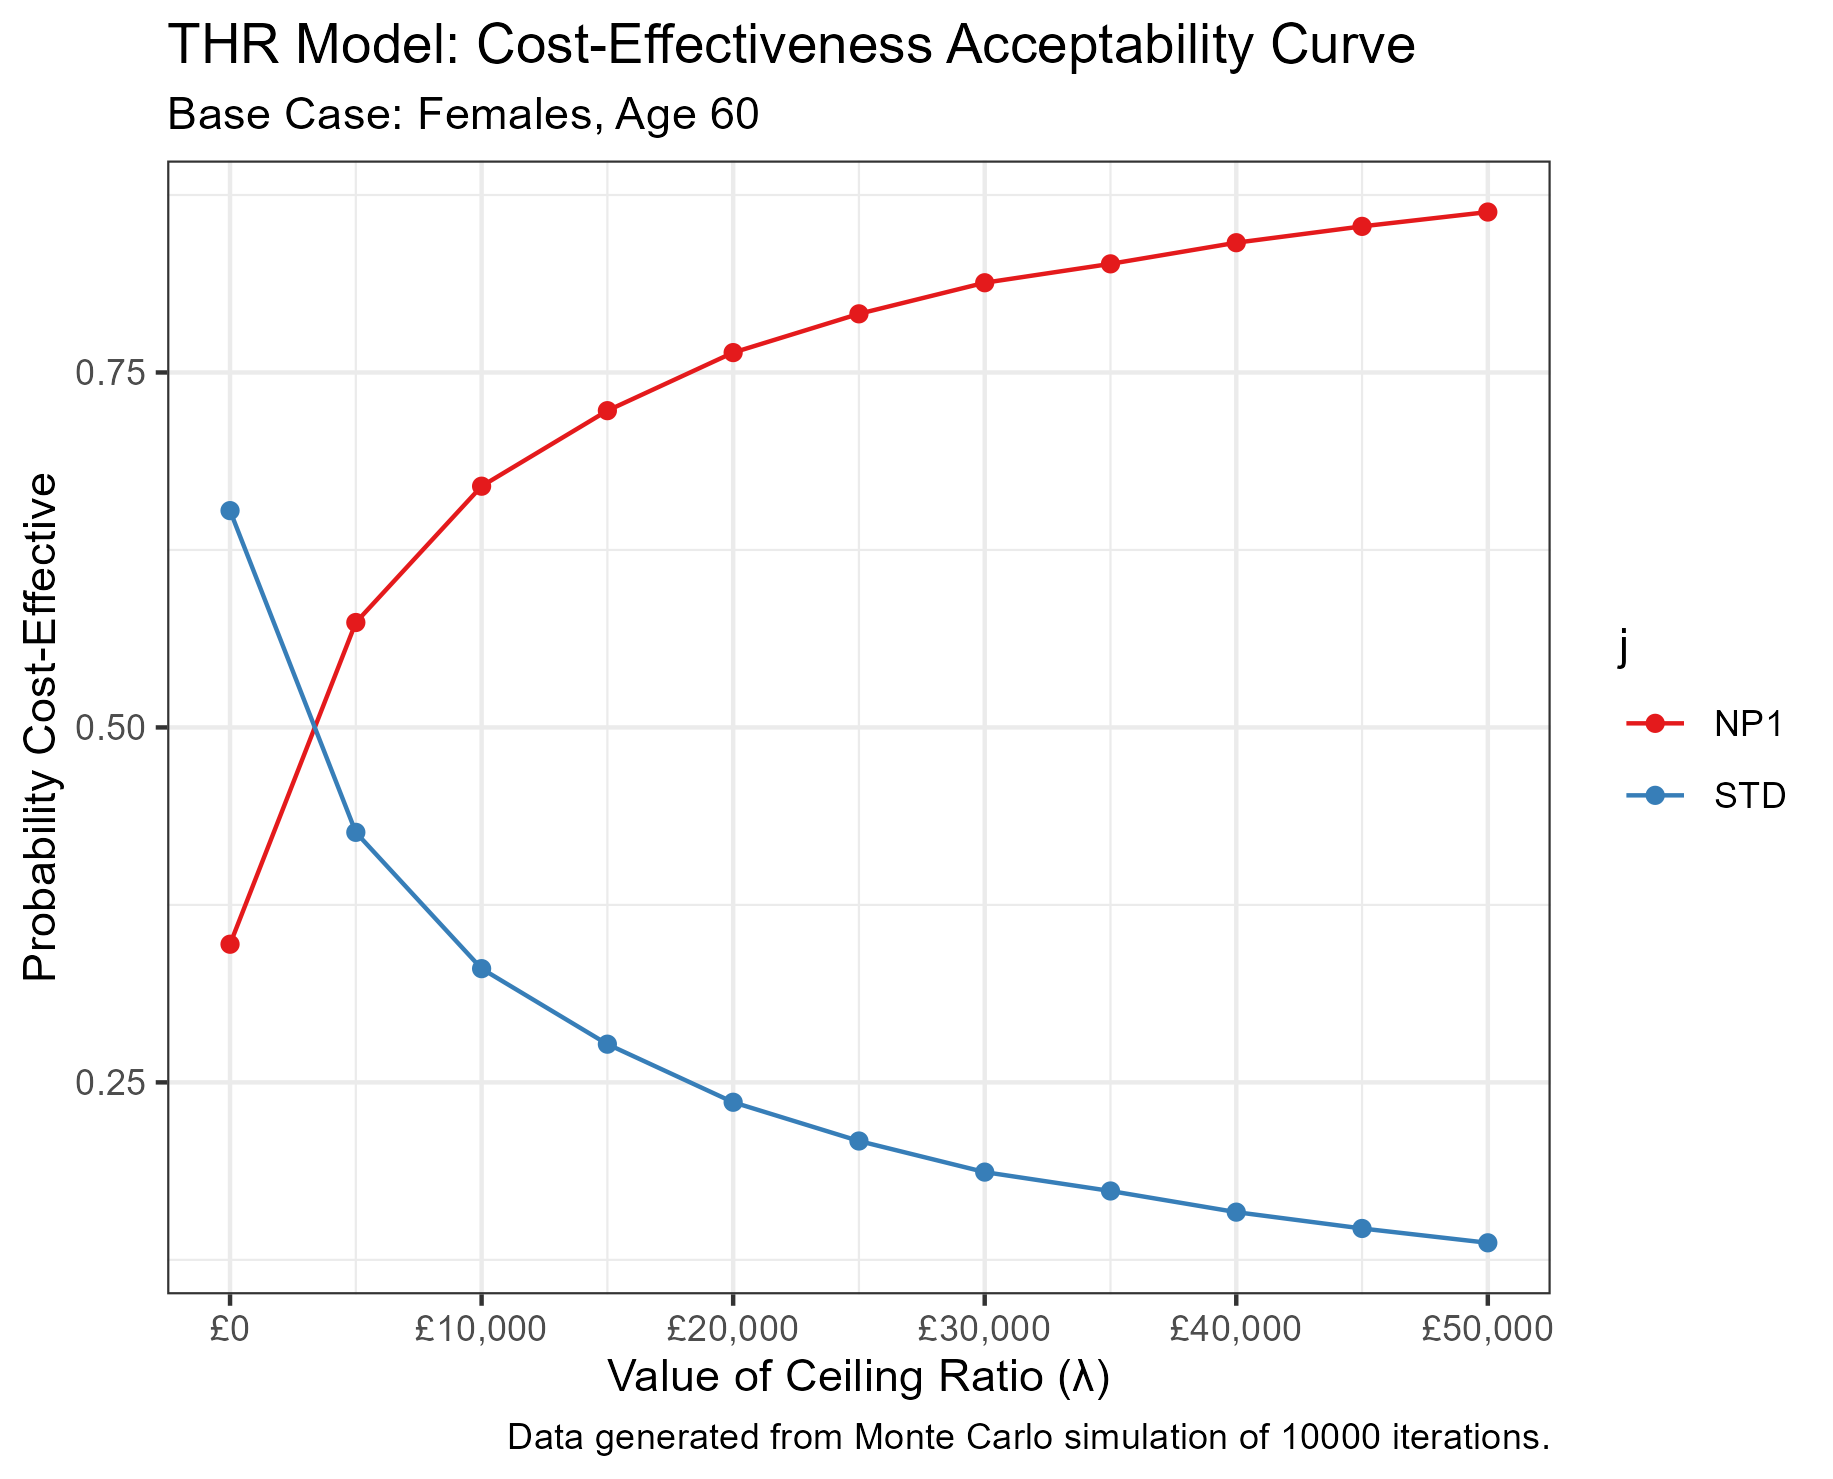 THR Model: Cost-Effectiveness Acceptability Curve
Base Case: Females, Age 60
Probability Cost-Effective
0.75
0.50
0.25
£0
£10,000
£20,000
£30,000
£40,000
£50,000
Value of Ceiling Ratio (λ)
Data generated from Monte Carlo simulation of 10000 iterations.
j
NP1
STD